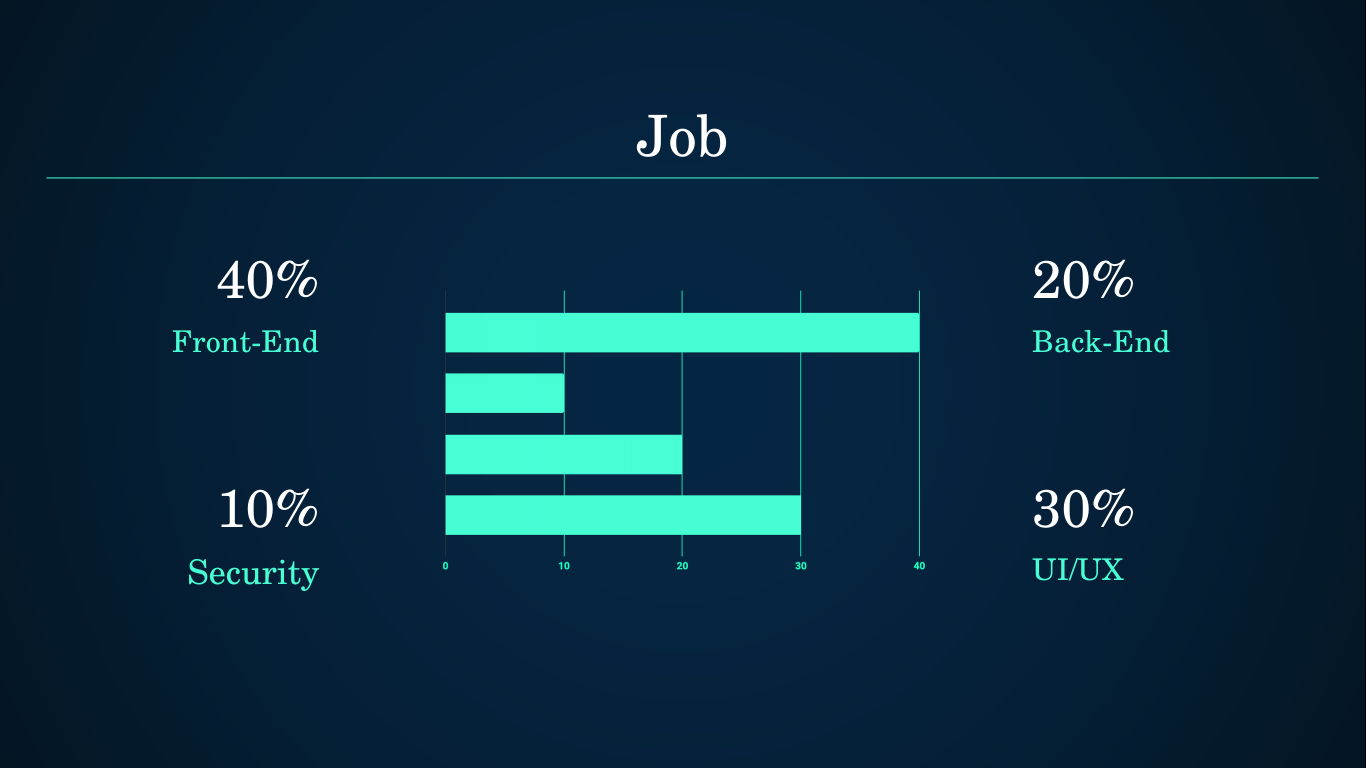 Job
40%
Front-End
20%
Back-End
10%
Security
30%
UI/UX
0 10 20 30 40